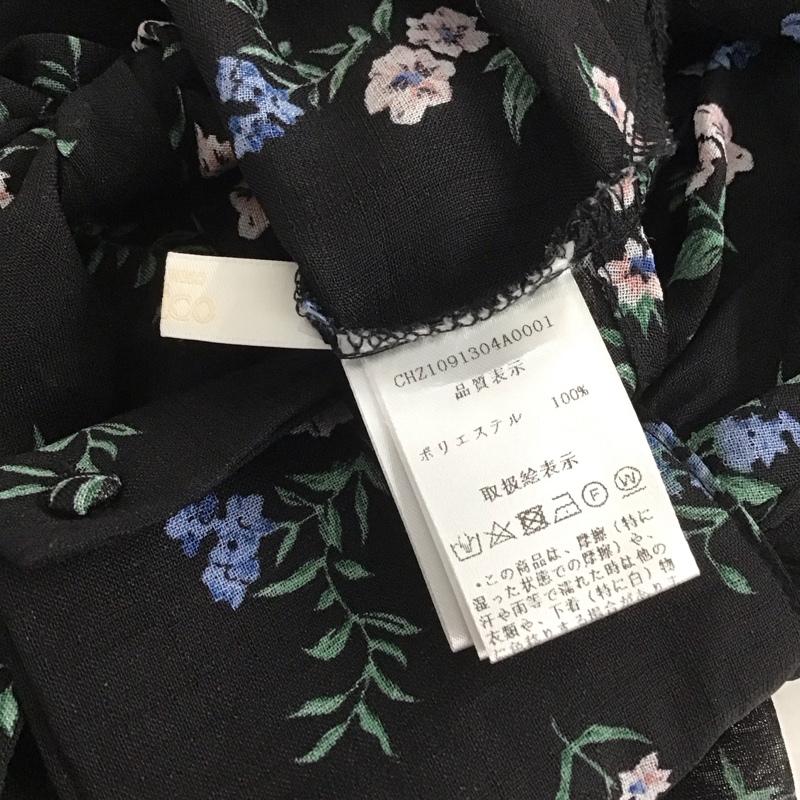 CO
CHZ1091304A0001
品質表示
ポリエステル 100%
取扱絵表示
F W
*この商品は、摩擦(特に
湿った状態での摩擦)や、
汗や雨等で濡れた時は他の
衣類や、下着(特に白)物